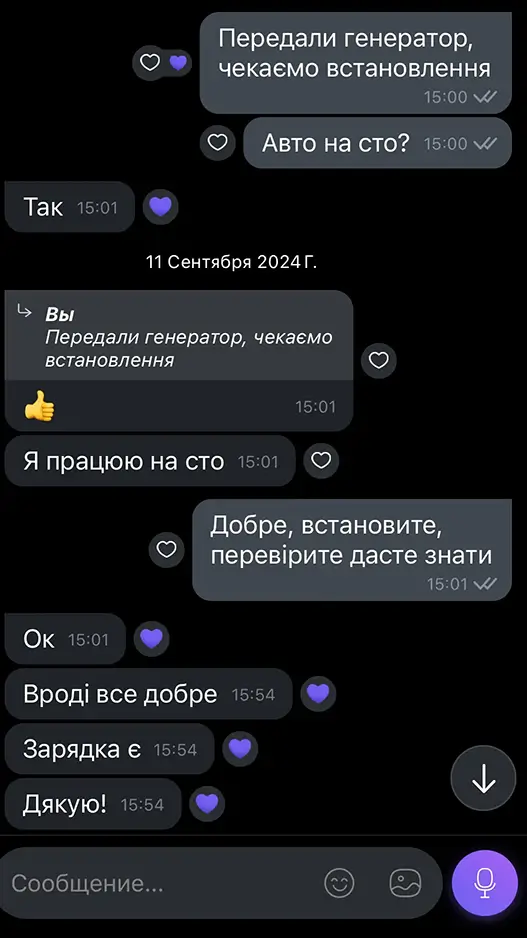 Передали генератор,
чекаємо встановлення
15:00
Авто на сто? 15:00
Так 15:01
11 Сентября 2024 Г.
Вы
Передали генератор, чекаємо
встановлення
👍 15:01
Я працюю на сто 15:01
Добре, встановите,
перевірите дасте знати
15:01
Ок 15:01
Вроді все добре 15:54
Зарядка є 15:54
Дякую! 15:54
Сообщение...